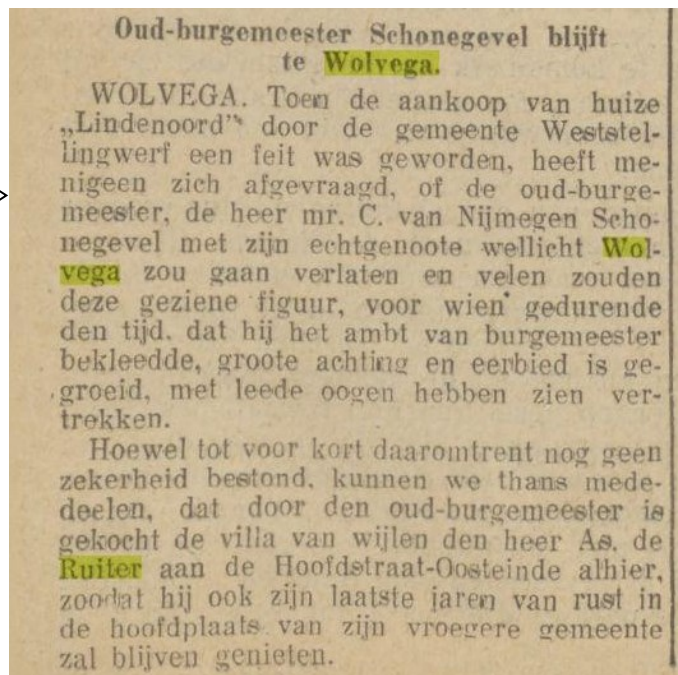 Oud-burgemeester Schonegevel blijft
te Wolvega.
WOLVEGA. Toen de aankoop van huize
„Lindenoord” door de gemeente Weststel-
lingwerf een feit was geworden, heeft me-
nigeen zich afgevraagd, of de oud-burge-
meester, de heer mr. C. van Nijmegen Scho-
negevel met zijn echtgenoote wellicht Wol-
vega zou gaan verlaten en velen zouden
deze geziene figuur, voor wien gedurende
den tijd, dat hij het ambt van burgemeester
bekleedde, groote achting en eerbied is ge-
groeid, met leede oogen hebben zien ver-
trekken.
Hoewel tot voor kort daaromtrent nog geen
zekerheid bestond, kunnen we thans mede-
deelen, dat door den oud-burgemeester is
gekocht de villa van wijlen den heer As. de
Ruiter aan de Hoofdstraat-Oosteinde alhier,
zoodat hij ook zijn laatste jaren van rust in
de hoofdplaats van zijn vroegere gemeente
zal blijven genieten.